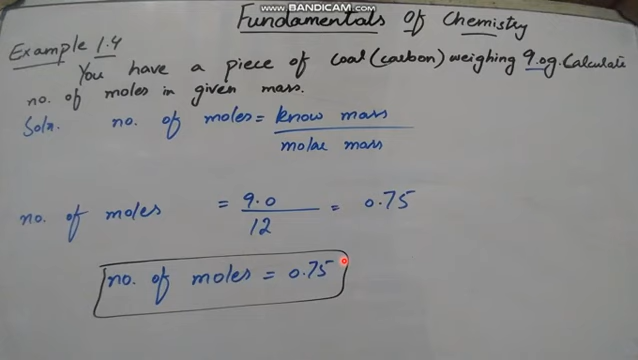 WWW.BANDICAM.COM
Fundamentals Of Chemistry
Example 1.4
You have a piece of coal (carbon) weighing 9.0g. Calculate
no. of moles in given mass.
Soln. no. of moles = know mass
molar mass
no. of moles = 9.0 = 0.75
12
no. of moles = 0.75